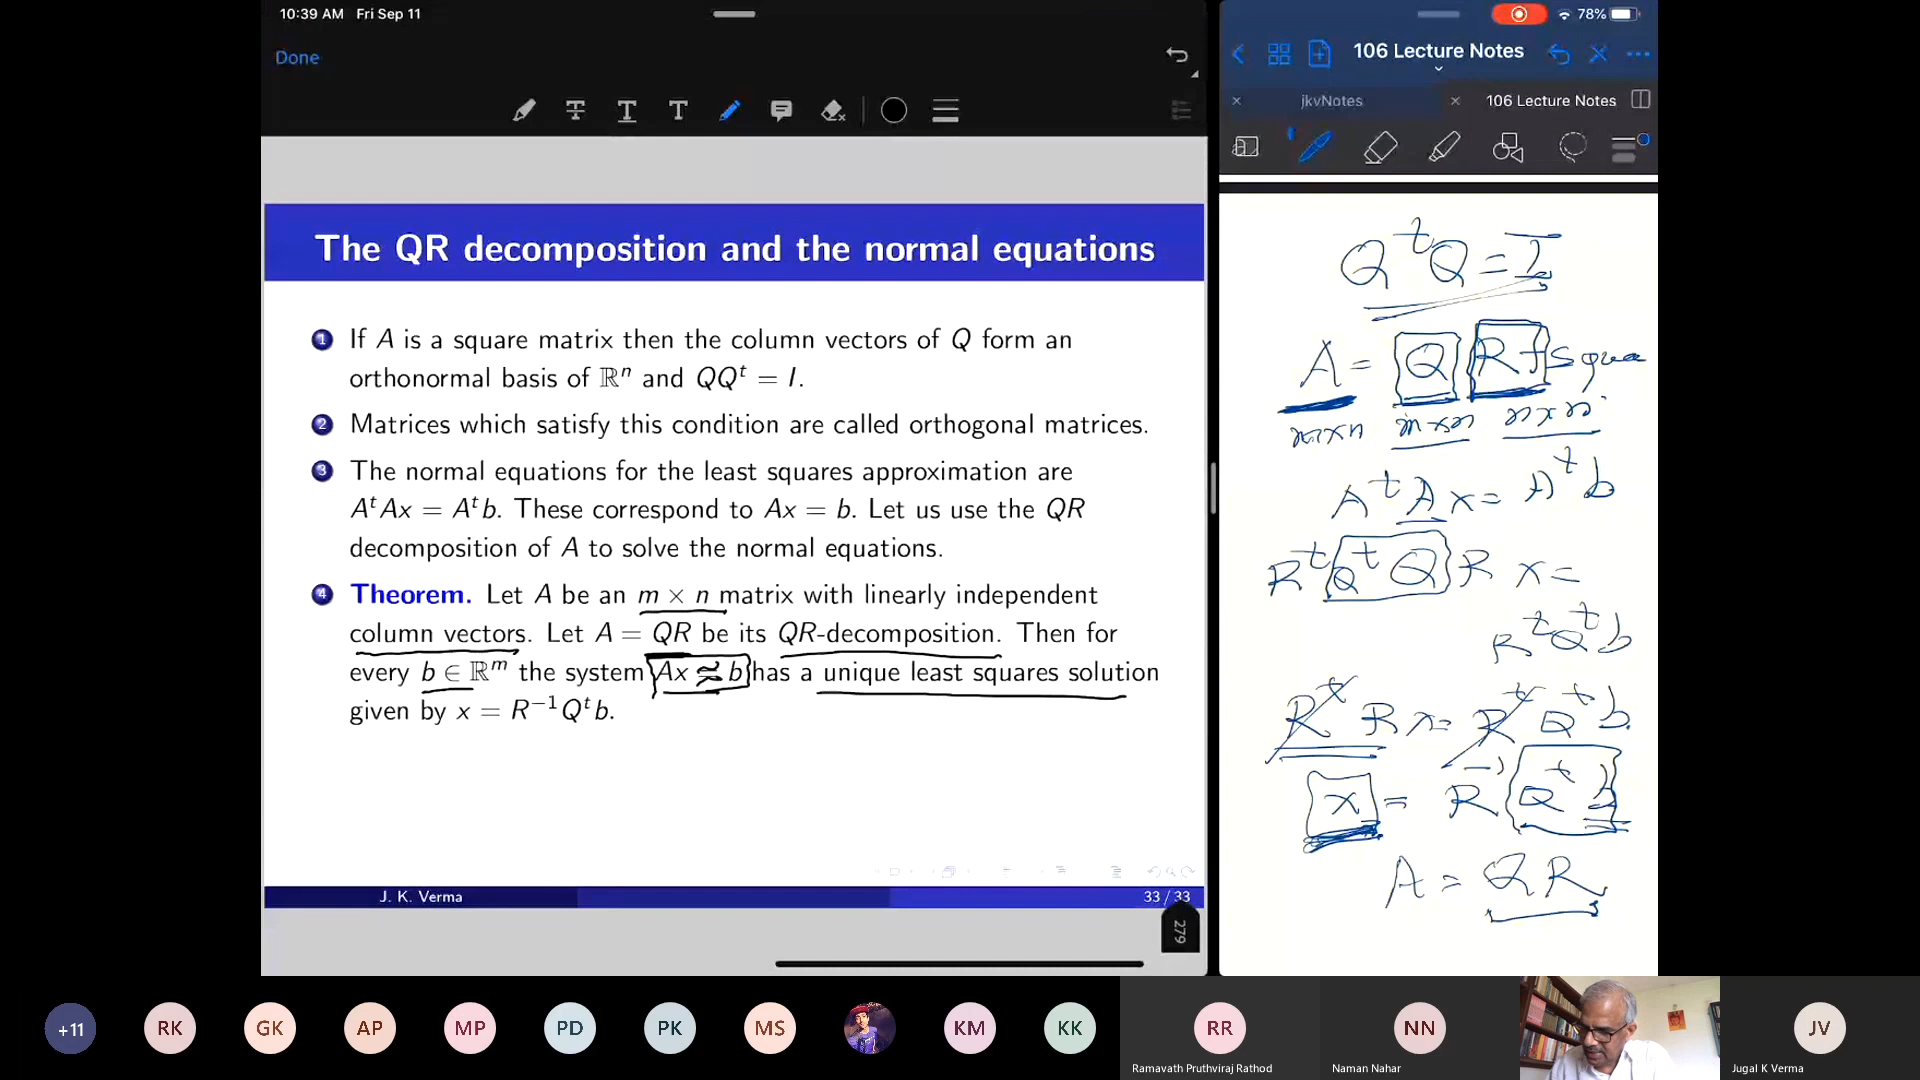 10:39 AM Fri Sep 11
78%
Done
106 Lecture Notes
jkvNotes
106 Lecture Notes
The QR decomposition and the normal equations
1 If A is a square matrix then the column vectors of Q form an
orthonormal basis of ℝⁿ and QQᵗ = I.
2 Matrices which satisfy this condition are called orthogonal matrices.
3 The normal equations for the least squares approximation are
AᵗAx = Aᵗb. These correspond to Ax = b. Let us use the QR
decomposition of A to solve the normal equations.
4 Theorem. Let A be an m × n matrix with linearly independent
column vectors. Let A = QR be its QR-decomposition. Then for
every b ∈ ℝᵐ the system Ax ≅ b has a unique least squares solution
given by x = R⁻¹Qᵗb.
J. K. Verma
33 / 33
279
QᵗQ = I
A = Q R
m×n m×n n×n
AᵗAx = Aᵗb
RᵗQᵗQR x =
RᵗQᵗb
RᵗRx = RᵗQᵗb.
x = R⁻¹Qᵗb
A = QR
+11
RK
GK
AP
MP
PD
PK
MS
KM
KK
RR
NN
JV
Ramavath Pruthviraj Rathod
Naman Nahar
Jugal K Verma